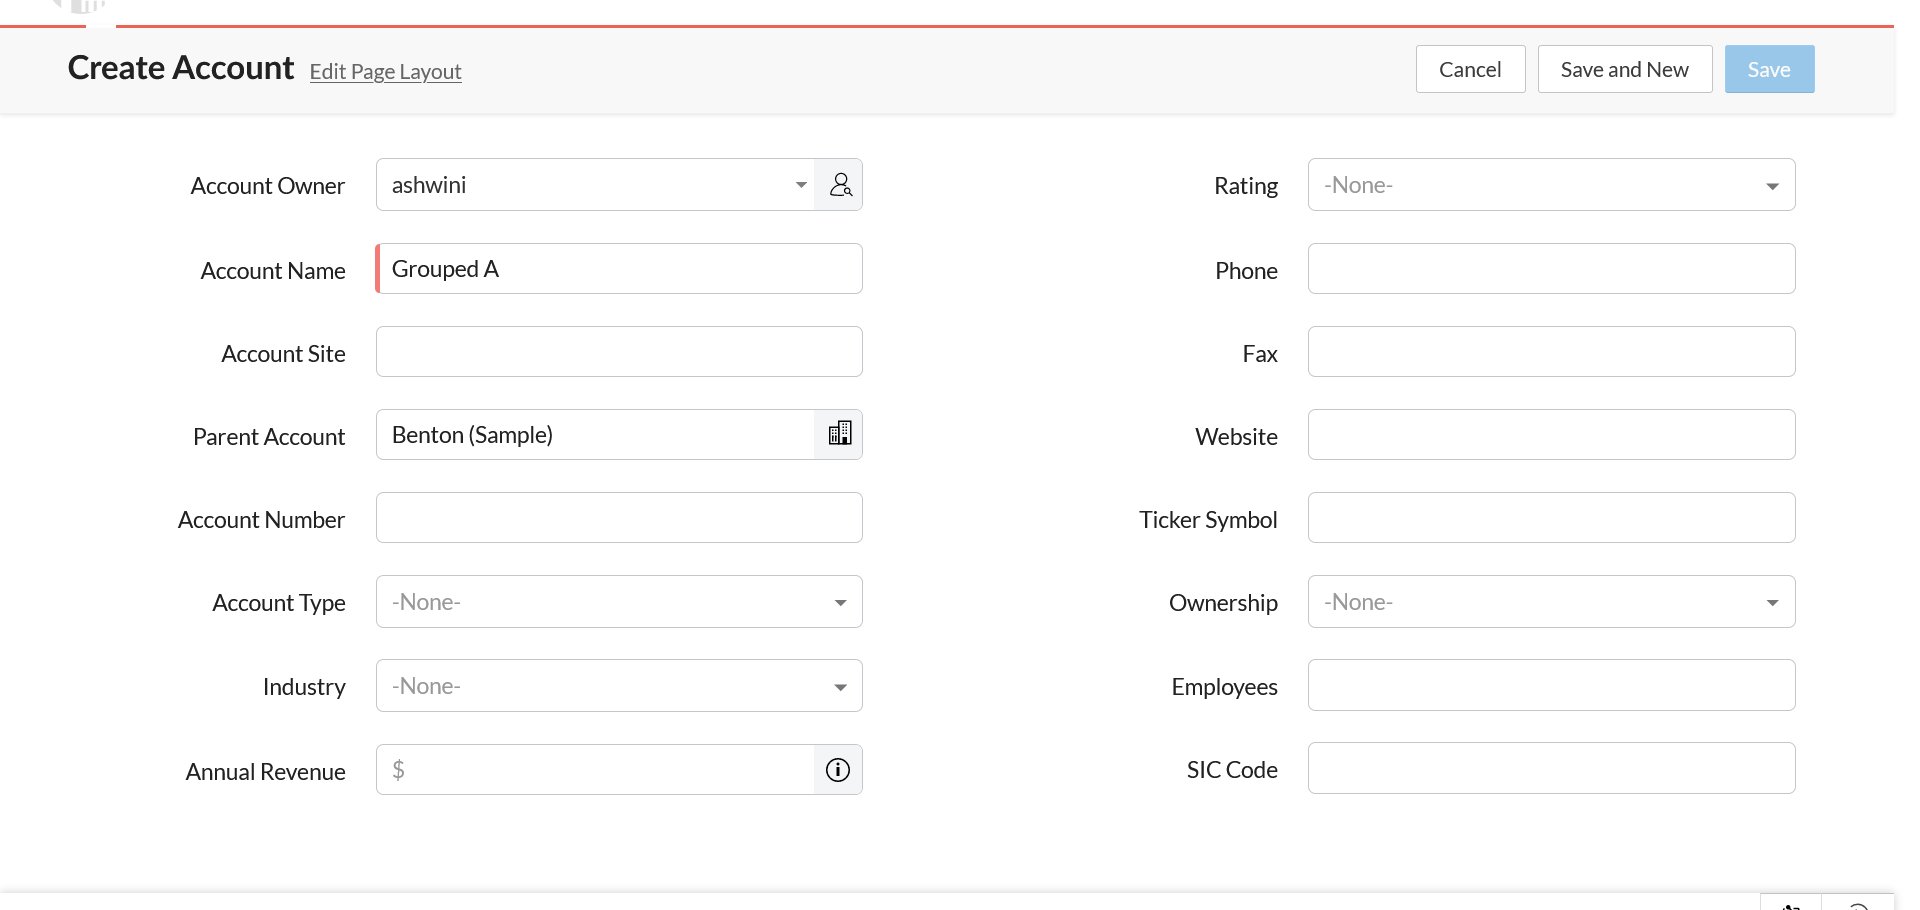 Create Account Edit Page Layout
Cancel
Save and New
Save
Account Owner
ashwini
Rating
-None-
Account Name
Grouped A
Phone
Account Site
Fax
Parent Account
Benton (Sample)
Website
Account Number
Ticker Symbol
Account Type
-None-
Ownership
-None-
Industry
-None-
Employees
Annual Revenue
$
SIC Code